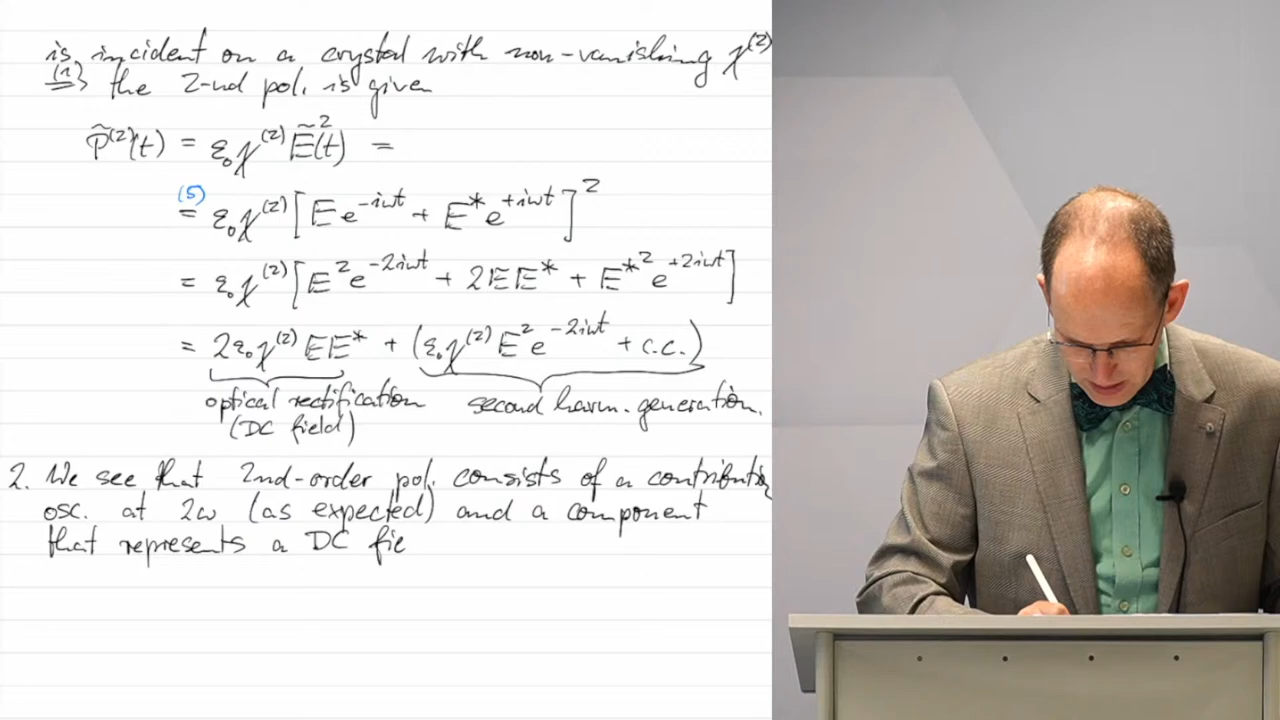 is incident on a crystal with non-vanishing χ⁽²⁾
(1) ⇒ the 2-nd pol. is given
P̃⁽²⁾(t) = ε₀χ⁽²⁾Ẽ²(t) =
(5)
= ε₀χ⁽²⁾[E e^{-iωt} + E* e^{+iωt}]²
= ε₀χ⁽²⁾[E² e^{-2iωt} + 2EE* + E*² e^{+2iωt}]
= 2ε₀χ⁽²⁾EE* + (ε₀χ⁽²⁾E² e^{-2iωt} + c.c.)
optical rectification second harm. generation.
(DC field)
2. We see that 2nd-order pol. consists of a contribution
osc. at 2ω (as expected) and a component
that represents a DC fie